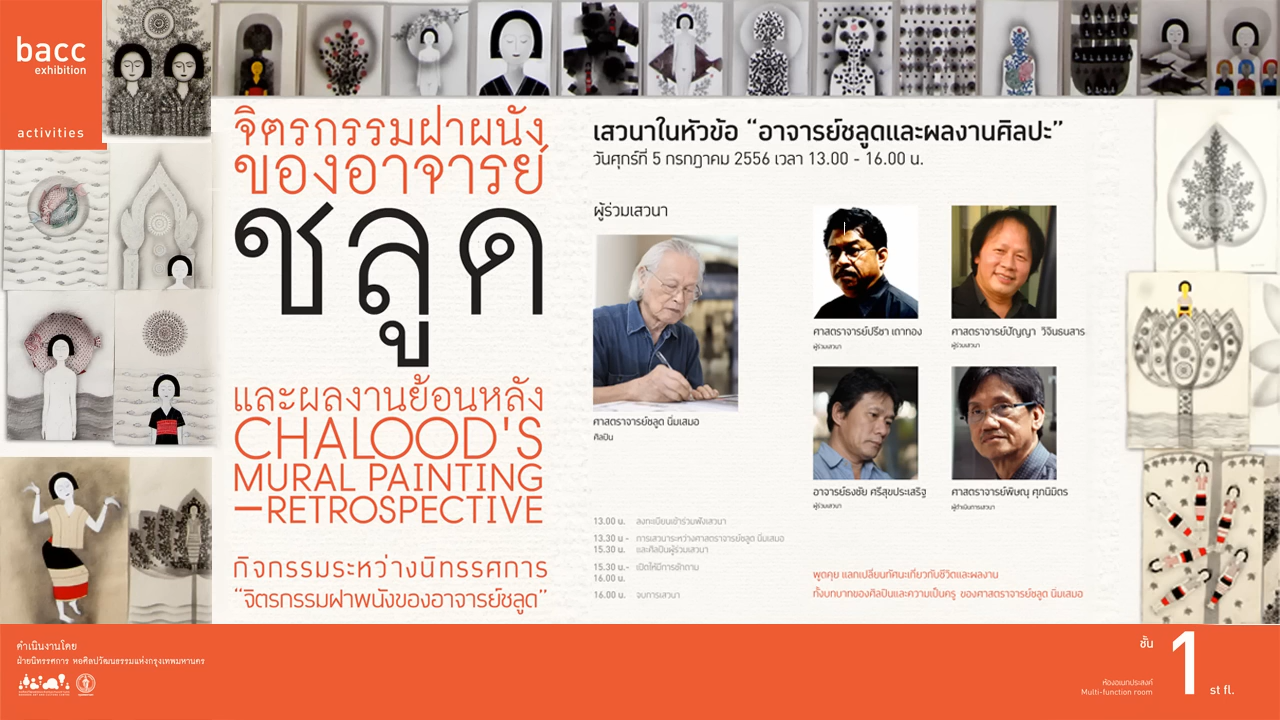 bacc
exhibition
activities
จิตรกรรมฝาผนัง
ของอาจารย์
ชลูด
และผลงานย้อนหลัง
CHALOOD'S
MURAL PAINTING
—RETROSPECTIVE
กิจกรรมระหว่างนิทรรศการ
“จิตรกรรมฝาพนังของอาจารย์ชลูด”
เสวนาในหัวข้อ “อาจารย์ชลูดและผลงานศิลปะ”
วันศุกร์ที่ 5 กรกฎาคม 2556 เวลา 13.00 - 16.00 น.
ผู้ร่วมเสวนา
ศาสตราจารย์ชลูด นิ่มเสมอ
ศิลปิน
ศาสตราจารย์ปรีชา เถาทอง
ผู้ร่วมเสวนา
ศาสตราจารย์ปัญญา วิจินธนสาร
ผู้ร่วมเสวนา
อาจารย์ธงชัย ศรีสุขประเสริฐ
ผู้ร่วมเสวนา
ศาสตราจารย์พิษณุ ศุภนิมิตร
ผู้ดำเนินการเสวนา
13.00 น. ลงทะเบียนเข้าร่วมฟังเสวนา
13.30 น - การเสวนาระหว่างศาสตราจารย์ชลูด นิ่มเสมอ
15.30 น. และศิลปินผู้ร่วมเสวนา
15.30 น.- เปิดให้มีการซักถาม
16.00 น.
16.00 น. จบการเสวนา
พูดคุย แลกเปลี่ยนทัศนะเกี่ยวกับชีวิตและผลงาน
ทั้งบทบาทของศิลปินและความเป็นครู ของศาสตราจารย์ชลูด นิ่มเสมอ
ดำเนินงานโดย
ฝ่ายนิทรรศการ หอศิลปวัฒนธรรมแห่งกรุงเทพมหานคร
ชั้น
1
st fl.
ห้องอเนกประสงค์
Multi-function room